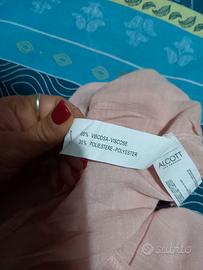 65% VISCOSA-VISCOSE
35% POLIESTERE-POLYESTER
ALCOTT
subito